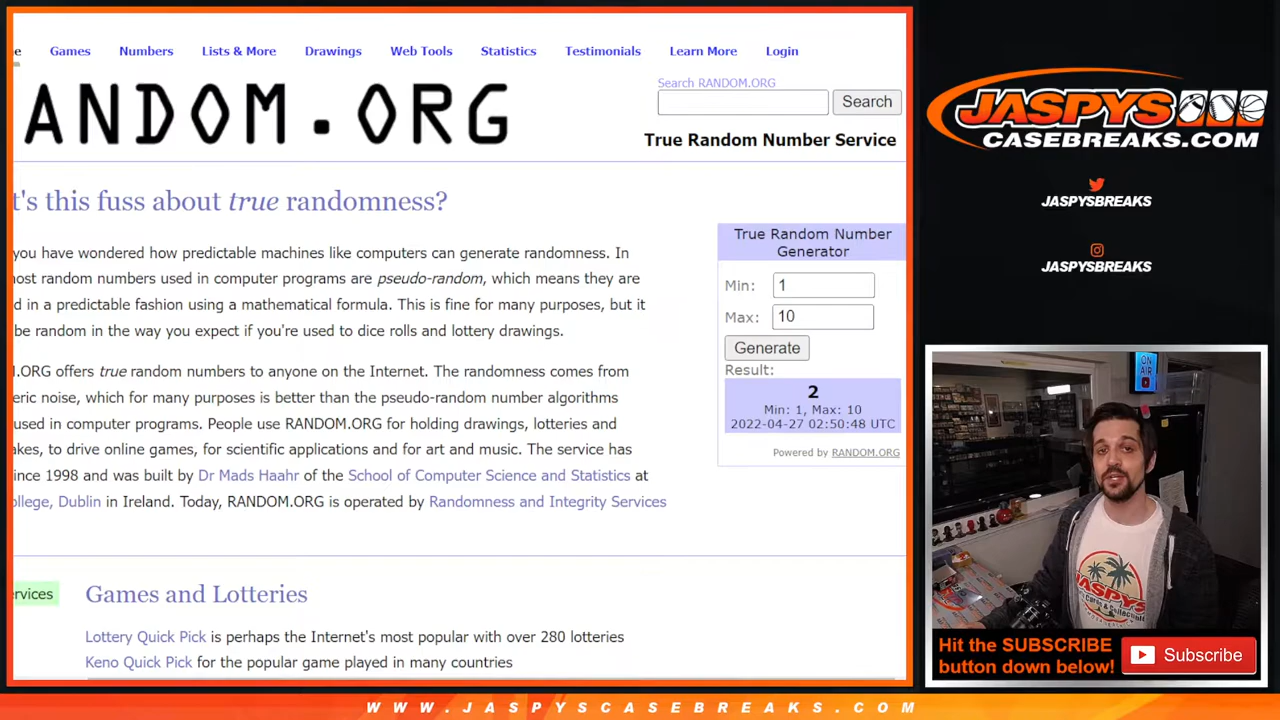 e Games Numbers Lists & More Drawings Web Tools Statistics Testimonials Learn More Login
ANDOM.ORG
Search RANDOM.ORG
Search
True Random Number Service
t's this fuss about true randomness?
you have wondered how predictable machines like computers can generate randomness. In
ost random numbers used in computer programs are pseudo-random, which means they are
d in a predictable fashion using a mathematical formula. This is fine for many purposes, but it
be random in the way you expect if you're used to dice rolls and lottery drawings.
M.ORG offers true random numbers to anyone on the Internet. The randomness comes from
eric noise, which for many purposes is better than the pseudo-random number algorithms
used in computer programs. People use RANDOM.ORG for holding drawings, lotteries and
akes, to drive online games, for scientific applications and for art and music. The service has
ince 1998 and was built by Dr Mads Haahr of the School of Computer Science and Statistics at
ollege, Dublin in Ireland. Today, RANDOM.ORG is operated by Randomness and Integrity Services
True Random Number
Generator
Min: 1
Max: 10
Generate
Result:
2
Min: 1, Max: 10
2022-04-27 02:50:48 UTC
Powered by RANDOM.ORG
ervices
Games and Lotteries
Lottery Quick Pick is perhaps the Internet's most popular with over 280 lotteries
Keno Quick Pick for the popular game played in many countries
JASPYS
CASEBREAKS.COM
JASPYSBREAKS
JASPYSBREAKS
ON
AIR
JASPYS
Hit the SUBSCRIBE
button down below!
Subscribe
WWW.JASPYSCASEBREAKS.COM